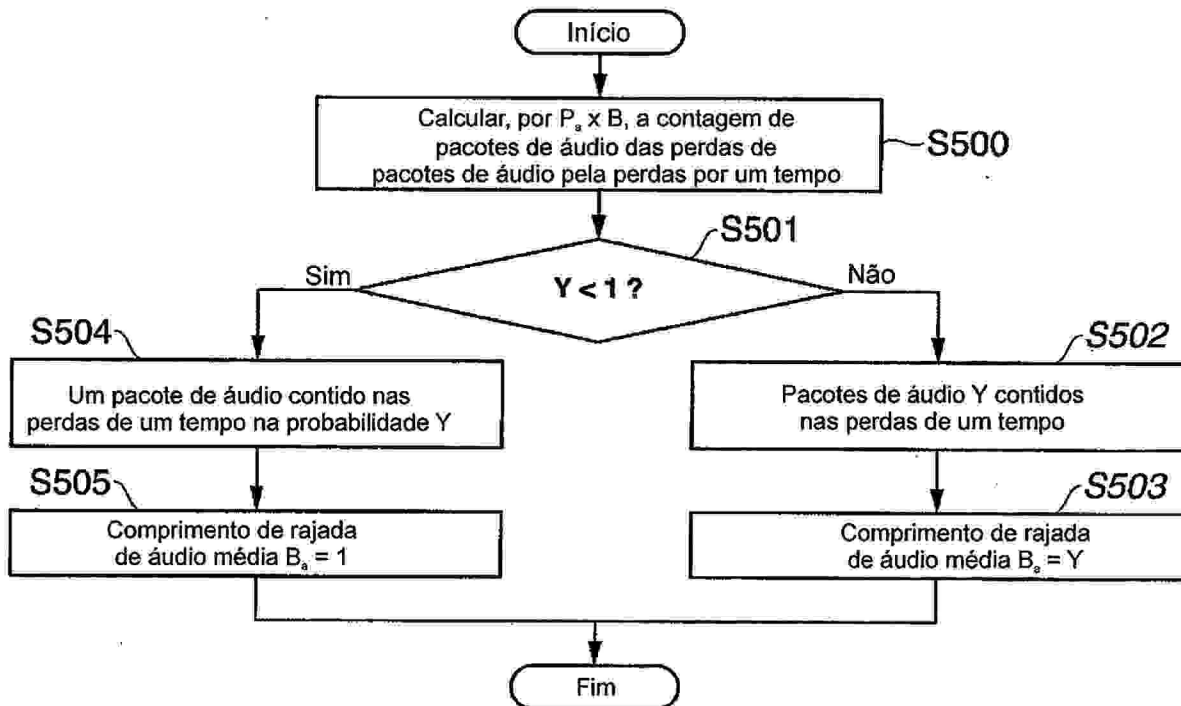 Início
Calcular, por Pₐ x B, a contagem de
pacotes de áudio das perdas de
pacotes de áudio pela perdas por um tempo
S500
S501
Sim
Y < 1 ?
Não
S504
Um pacote de áudio contido nas
perdas de um tempo na probabilidade Y
S502
Pacotes de áudio Y contidos
nas perdas de um tempo
S505
Comprimento de rajada
de áudio média Bₐ = 1
S503
Comprimento de rajada
de áudio média Bₐ = Y
Fim